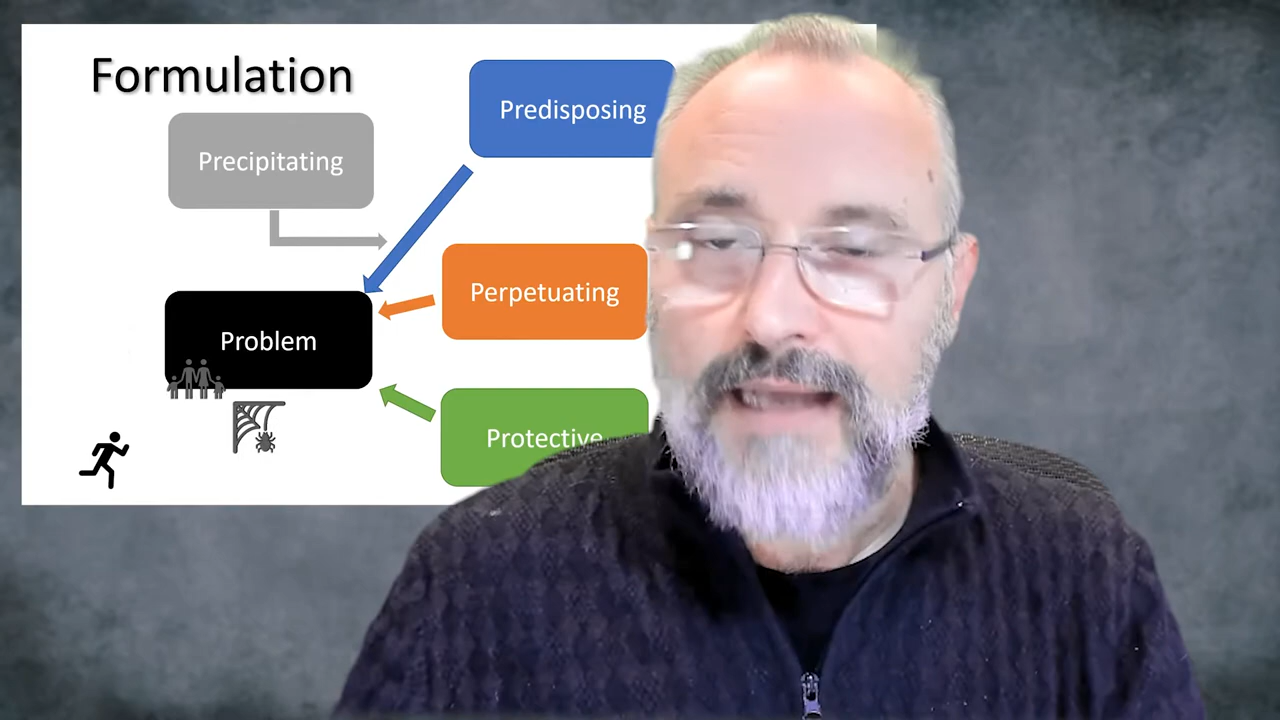 Formulation
Predisposing
Precipitating
Perpetuating
Problem
Protective